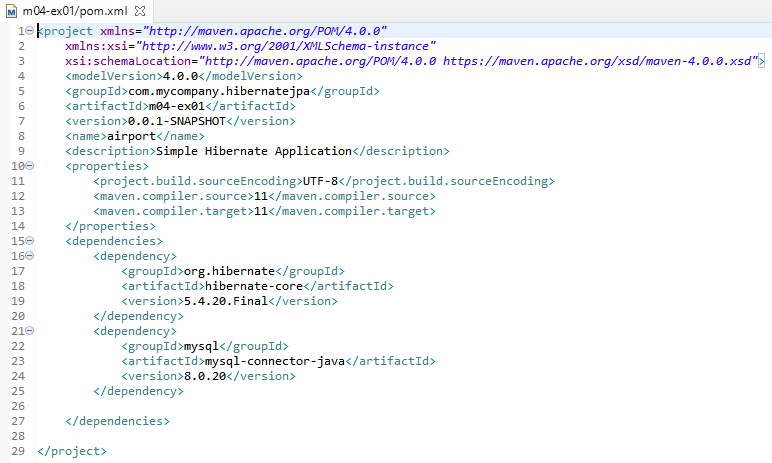 m04-ex01/pom.xml
1 <project xmlns="http://maven.apache.org/POM/4.0.0"
2     xmlns:xsi="http://www.w3.org/2001/XMLSchema-instance"
3     xsi:schemaLocation="http://maven.apache.org/POM/4.0.0 https://maven.apache.org/xsd/maven-4.0.0.xsd">
4     <modelVersion>4.0.0</modelVersion>
5     <groupId>com.mycompany.hibernatejpa</groupId>
6     <artifactId>m04-ex01</artifactId>
7     <version>0.0.1-SNAPSHOT</version>
8     <name>airport</name>
9     <description>Simple Hibernate Application</description>
10     <properties>
11         <project.build.sourceEncoding>UTF-8</project.build.sourceEncoding>
12         <maven.compiler.source>11</maven.compiler.source>
13         <maven.compiler.target>11</maven.compiler.target>
14     </properties>
15     <dependencies>
16         <dependency>
17             <groupId>org.hibernate</groupId>
18             <artifactId>hibernate-core</artifactId>
19             <version>5.4.20.Final</version>
20         </dependency>
21         <dependency>
22             <groupId>mysql</groupId>
23             <artifactId>mysql-connector-java</artifactId>
24             <version>8.0.20</version>
25         </dependency>
26
27     </dependencies>
28
29 </project>